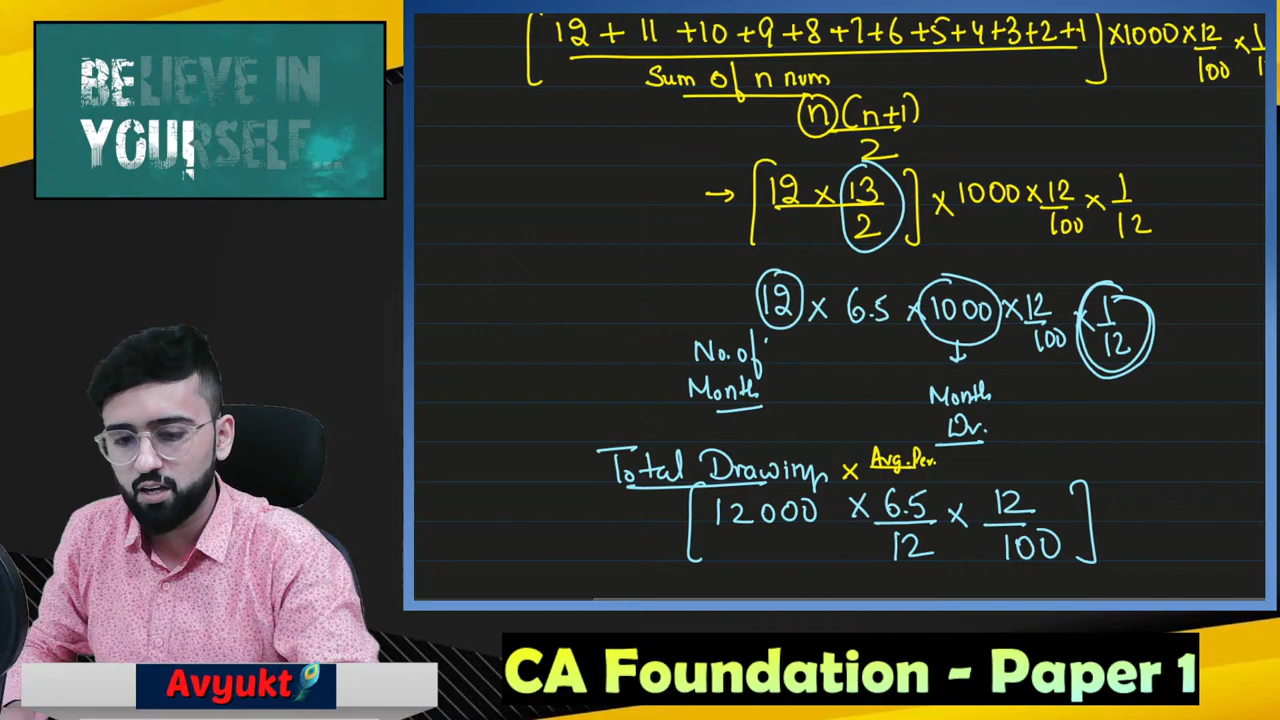 BELIEVE IN
YOURSELF...
[12 + 11 +10 +9 +8 +7+6 +5+4+3+2+1] ×1000 × 12/100 × 1/1
Sum of n num
n (n+1)/2
→ [12 × 13/2] × 1000 × 12/100 × 1/12
12 × 6.5 × 1000 × 12/100 × 1/12
No. of
Month
Month
Dr.
Total Drawing × Avg. Per.
[12000 × 6.5/12 × 12/100]
Avyukt
CA Foundation - Paper 1